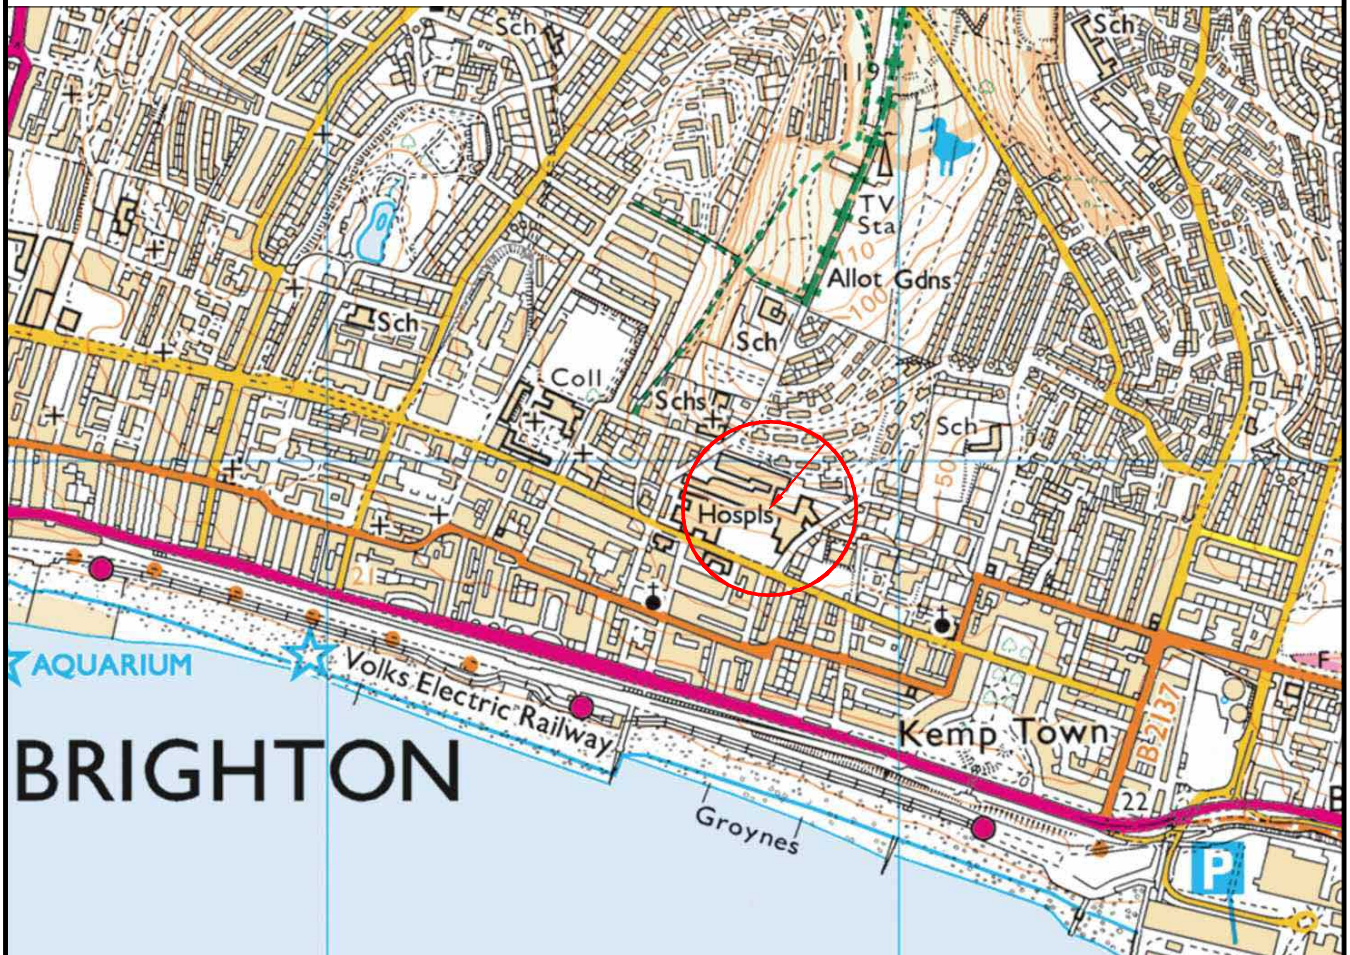 Sch
Sch
119
TV
Sta
110
Allot Gdns
100
Sch
Sch
Coll
Schs
Sch
50
Hospls
21
AQUARIUM
Volks Electric Railway
F
B 2137
Kemp Town
BRIGHTON
22
Groynes
P